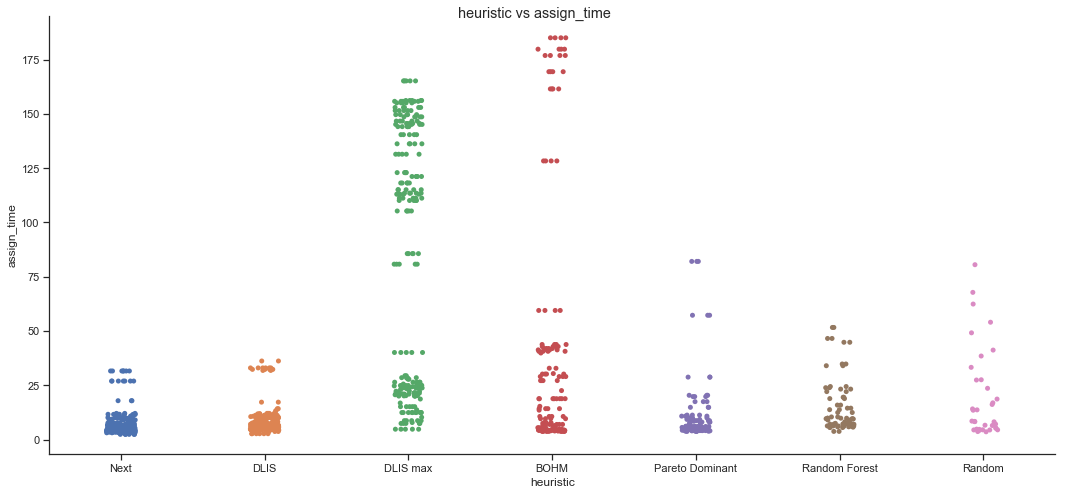 heuristic vs assign_time
assign_time
175
150
125
100
75
50
25
0
Next DLIS DLIS max BOHM Pareto Dominant Random Forest Random
heuristic